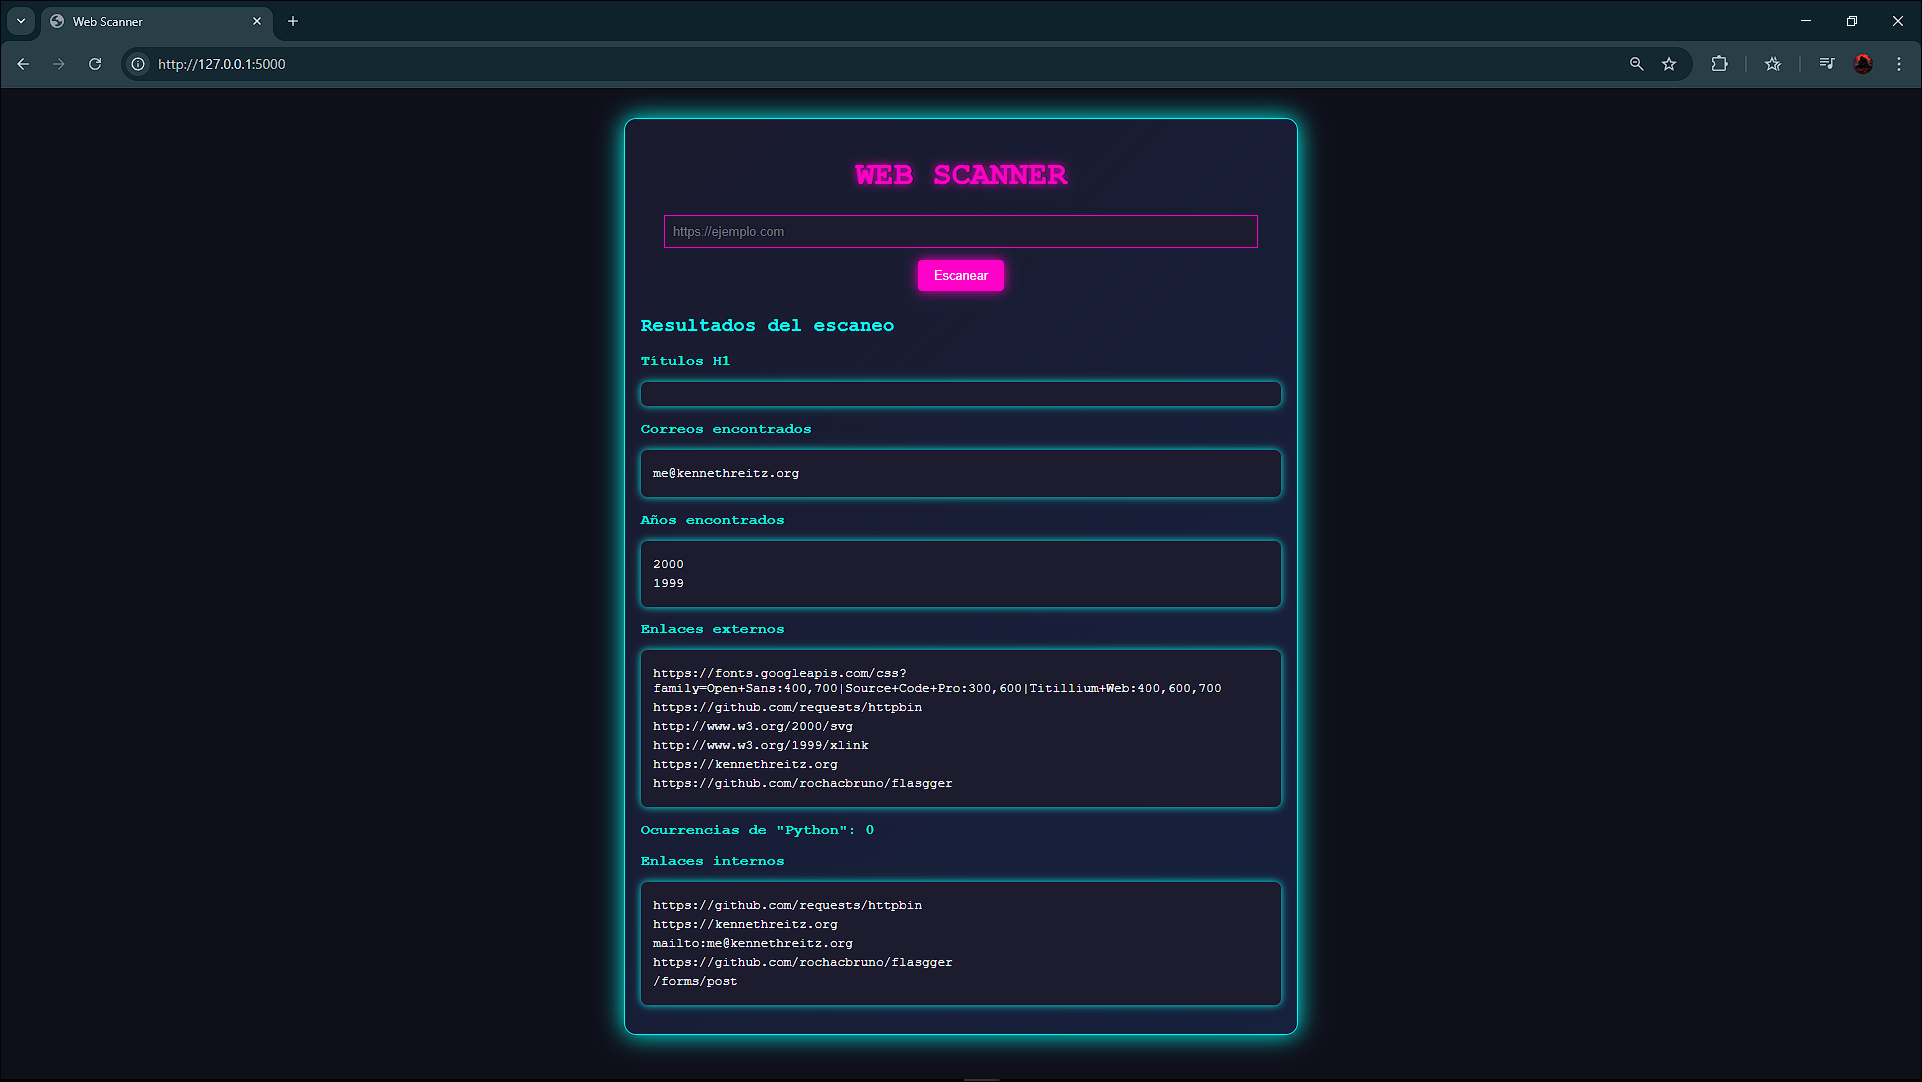 Web Scanner
http://127.0.0.1:5000
WEB SCANNER
https://ejemplo.com
Escanear
Resultados del escaneo
Títulos H1
Correos encontrados
me@kennethreitz.org
Años encontrados
2000
1999
Enlaces externos
https://fonts.googleapis.com/css?
family=Open+Sans:400,700|Source+Code+Pro:300,600|Titillium+Web:400,600,700
https://github.com/requests/httpbin
http://www.w3.org/2000/svg
http://www.w3.org/1999/xlink
https://kennethreitz.org
https://github.com/rochacbruno/flasgger
Ocurrencias de "Python": 0
Enlaces internos
https://github.com/requests/httpbin
https://kennethreitz.org
mailto:me@kennethreitz.org
https://github.com/rochacbruno/flasgger
/forms/post